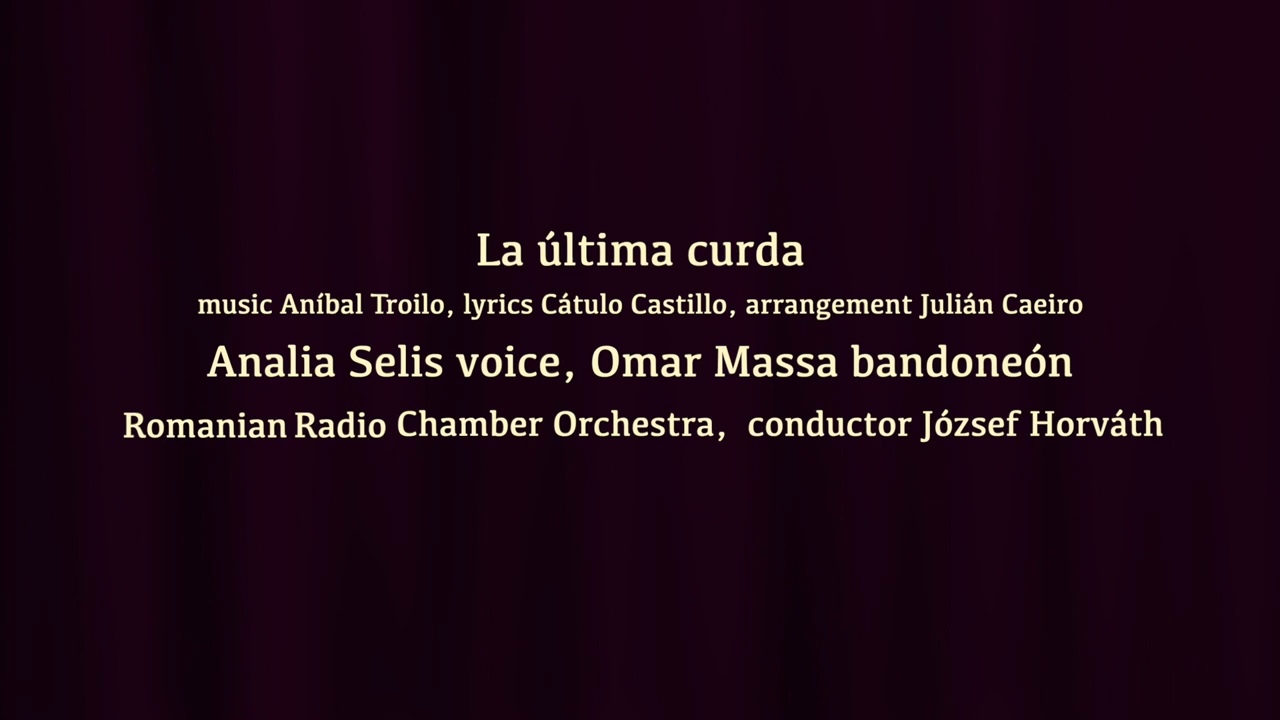 La última curda
music Aníbal Troilo, lyrics Cátulo Castillo, arrangement Julián Caeiro
Analia Selis voice, Omar Massa bandoneón
Romanian Radio Chamber Orchestra, conductor József Horváth